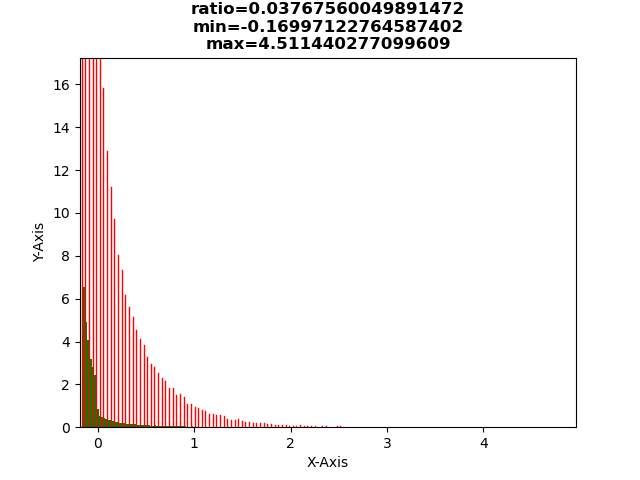 ratio=0.03767560049891472
min=-0.16997122764587402
max=4.511440277099609
16
14
12
10
8
6
4
2
0
Y-Axis
0 1 2 3 4
X-Axis